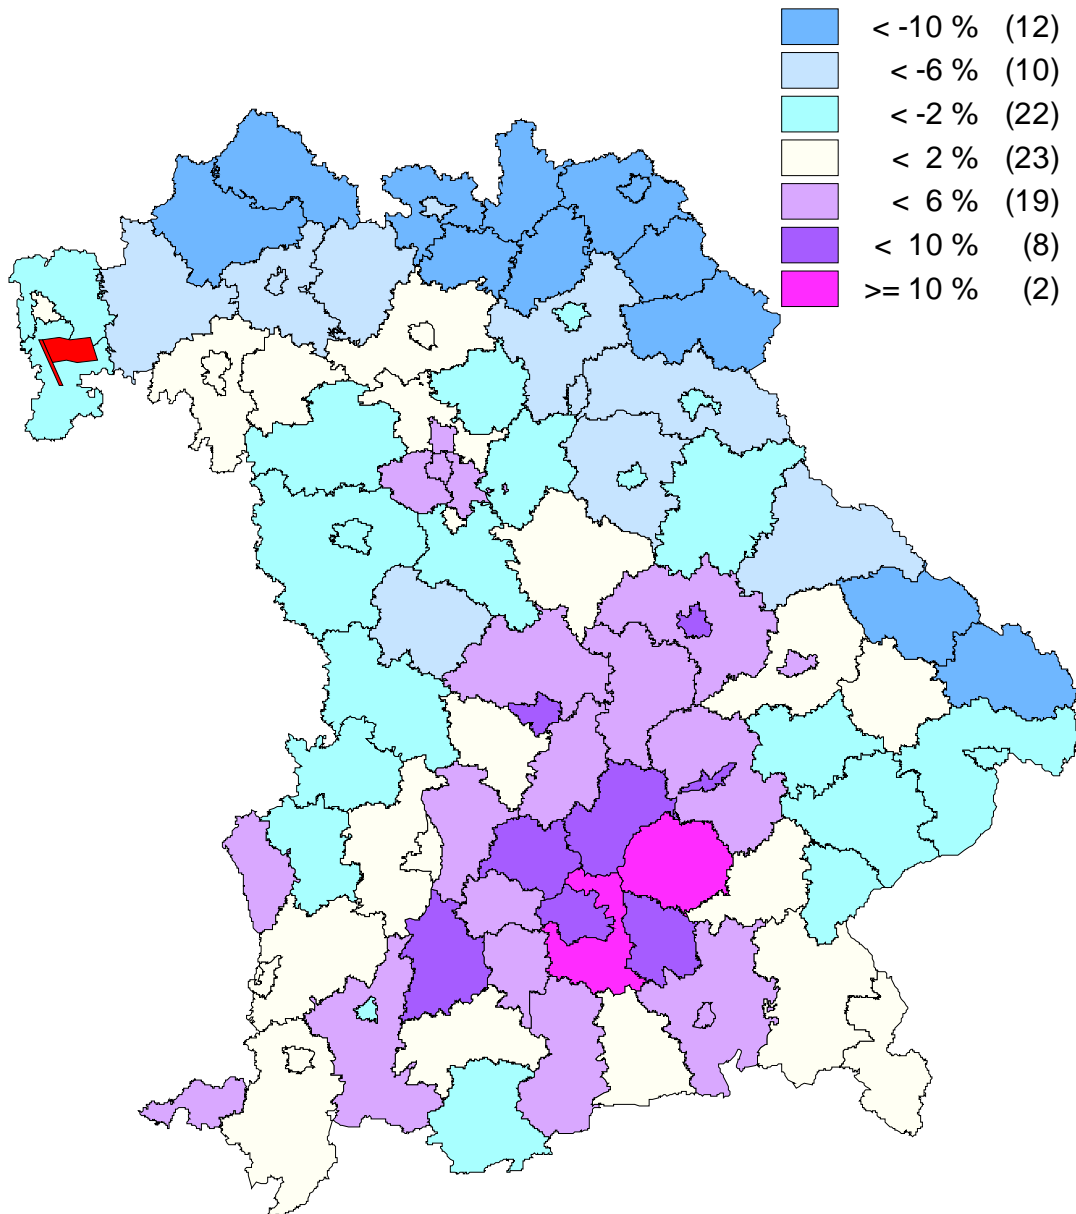 < -10 % (12)
< -6 % (10)
< -2 % (22)
< 2 % (23)
< 6 % (19)
< 10 % (8)
>= 10 % (2)